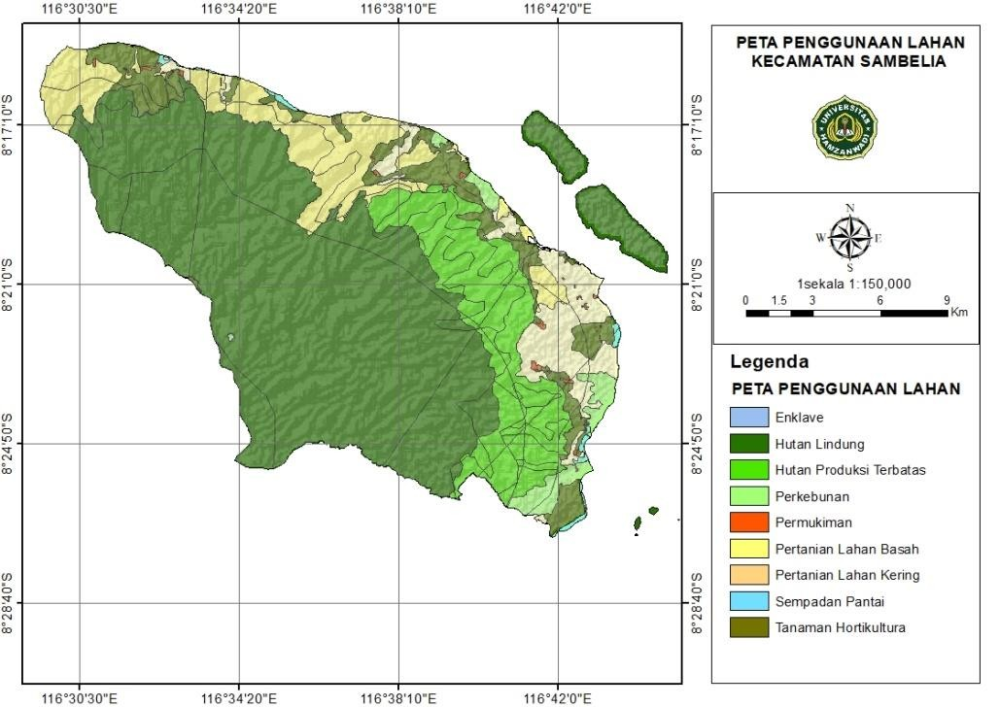 116°30'30"E 116°34'20"E 116°38'10"E 116°42'0"E
8°17'10"S 8°17'10"S
8°21'0"S 8°21'0"S
8°24'50"S 8°24'50"S
8°28'40"S 8°28'40"S
116°30'30"E 116°34'20"E 116°38'10"E 116°42'0"E
PETA PENGGUNAAN LAHAN
KECAMATAN SAMBELIA
UNIVERSITAS
HAMZANWADI
N
W E
S
1sekala 1:150,000
0 1.5 3 6 9
Km
Legenda
PETA PENGGUNAAN LAHAN
Enklave
Hutan Lindung
Hutan Produksi Terbatas
Perkebunan
Permukiman
Pertanian Lahan Basah
Pertanian Lahan Kering
Sempadan Pantai
Tanaman Hortikultura